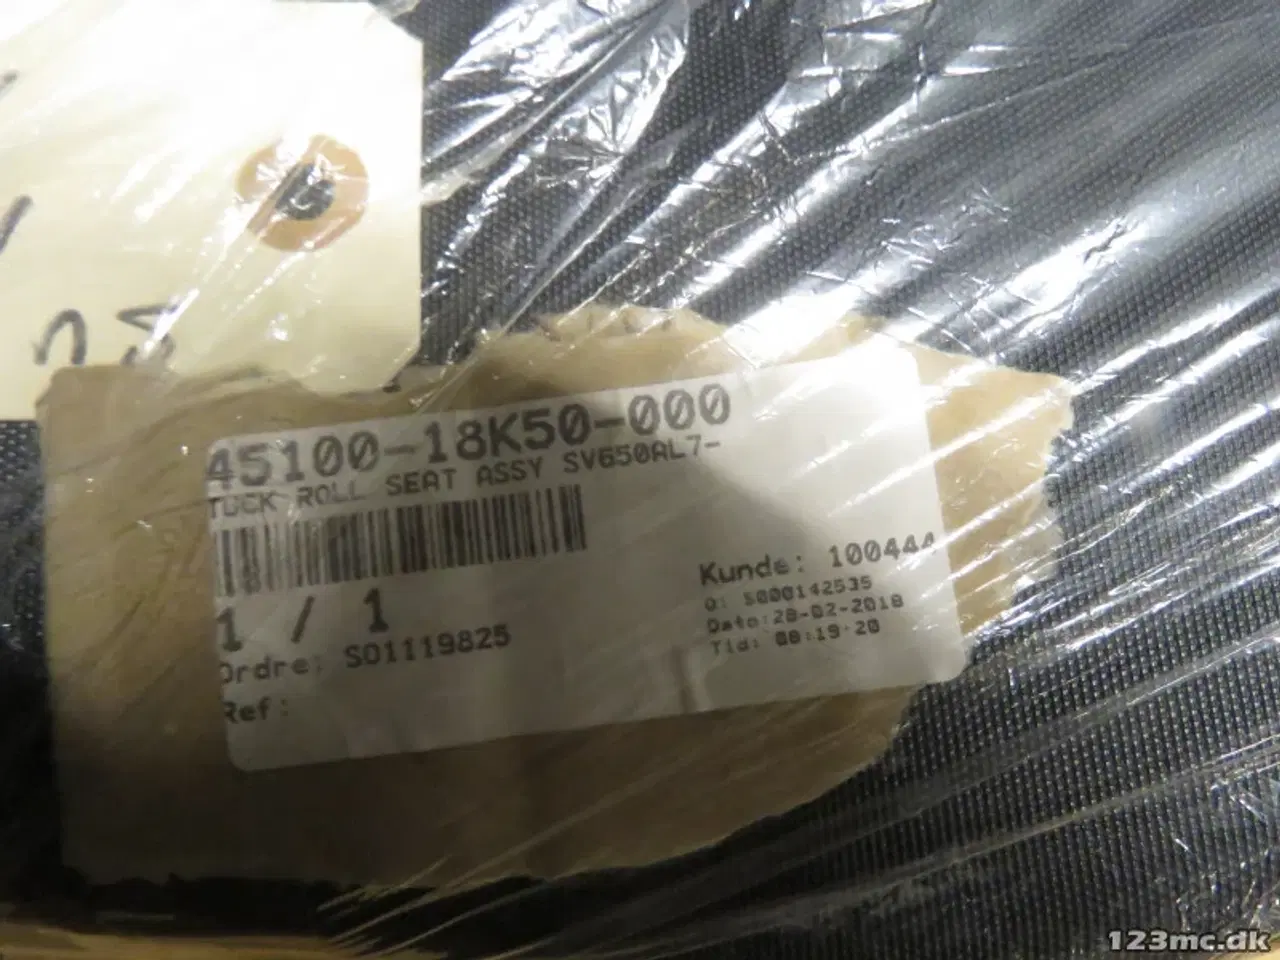 25
45100-18K50-000
TUCK ROLL SEAT ASSY SV650AL7-
1 / 1
Ordre: SO1119825
Ref:
Kunde: 100444
O: 5000142535
Dato: 28-02-2018
Tid: 08:19:20
123mc.dk